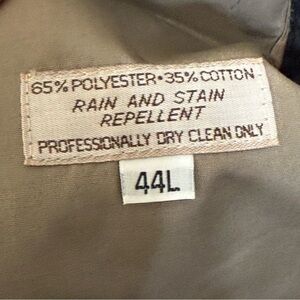 65% POLYESTER • 35% COTTON
RAIN AND STAIN
REPELLENT
PROFESSIONALLY DRY CLEAN ONLY
44L